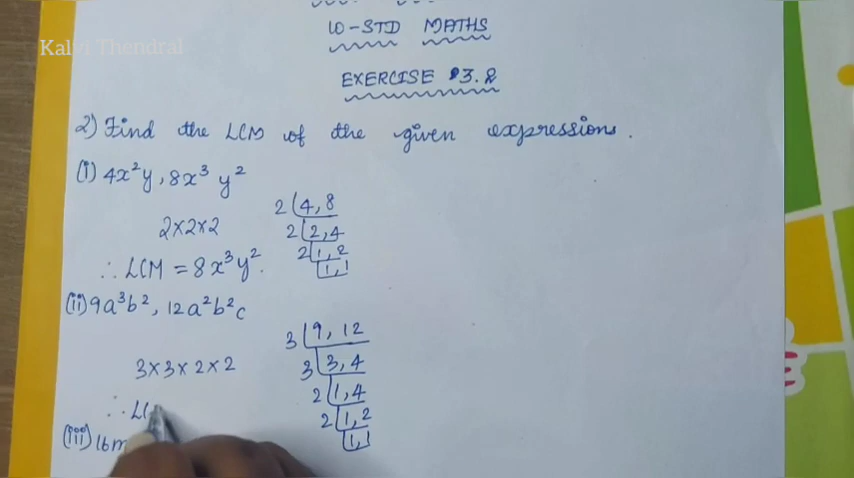 Kalvi Thendral
10-STD MATHS
EXERCISE 3.2
2) Find the LCM of the given expressions.
(i) 4x²y, 8x³y²
2×2×2
2 4, 8
2 2, 4
2 1, 2
1, 1
∴ LCM = 8x³y².
(ii) 9a³b², 12a²b²c
3×3×2×2
3 9, 12
3 3, 4
2 1, 4
2 1, 2
1, 1
∴ LC
(iii) 16m